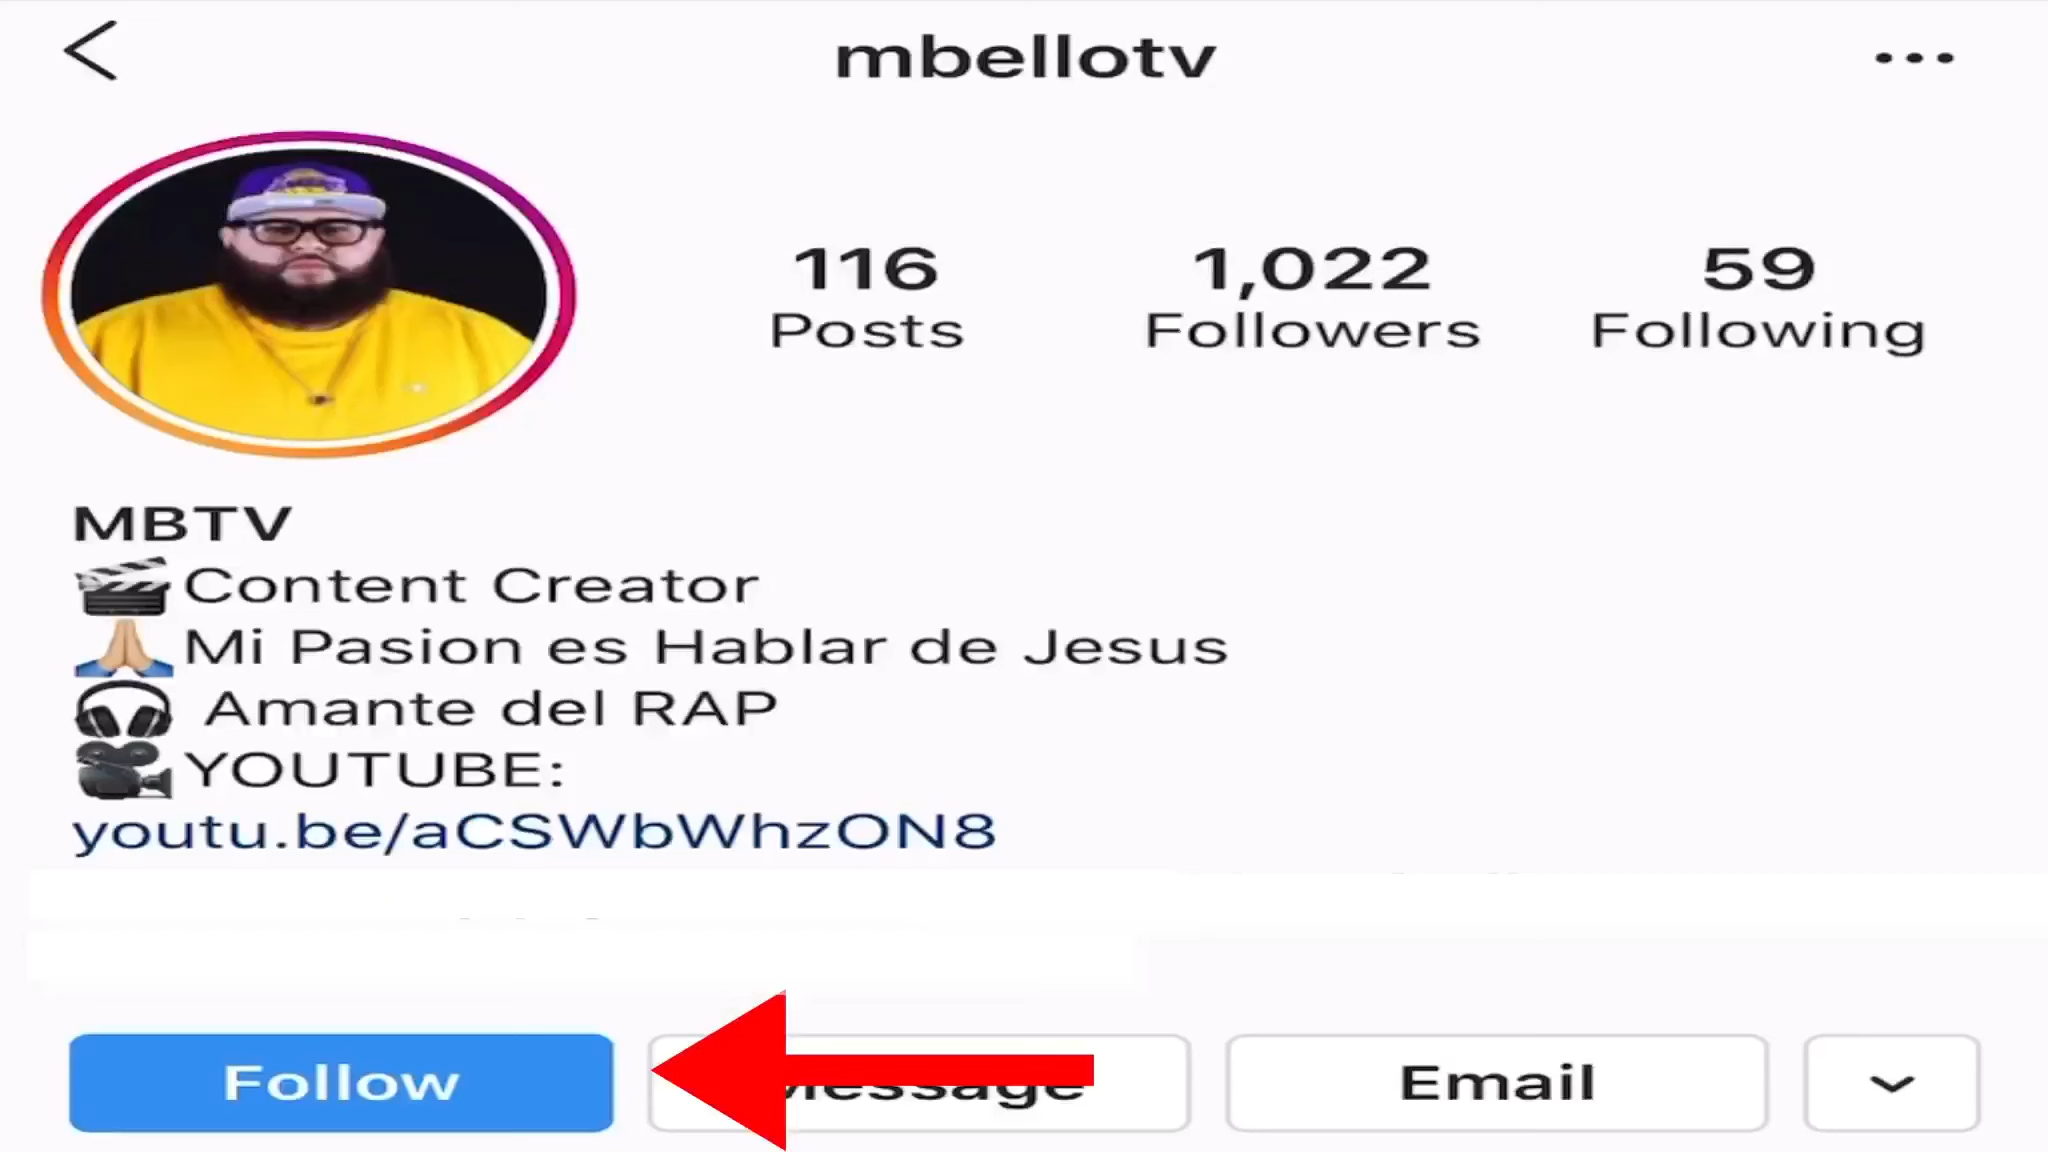 mbellotv
116 1,022 59
Posts Followers Following
MBTV
Content Creator
Mi Pasion es Hablar de Jesus
Amante del RAP
YOUTUBE:
youtu.be/aCSWbWhzON8
Follow Message Email